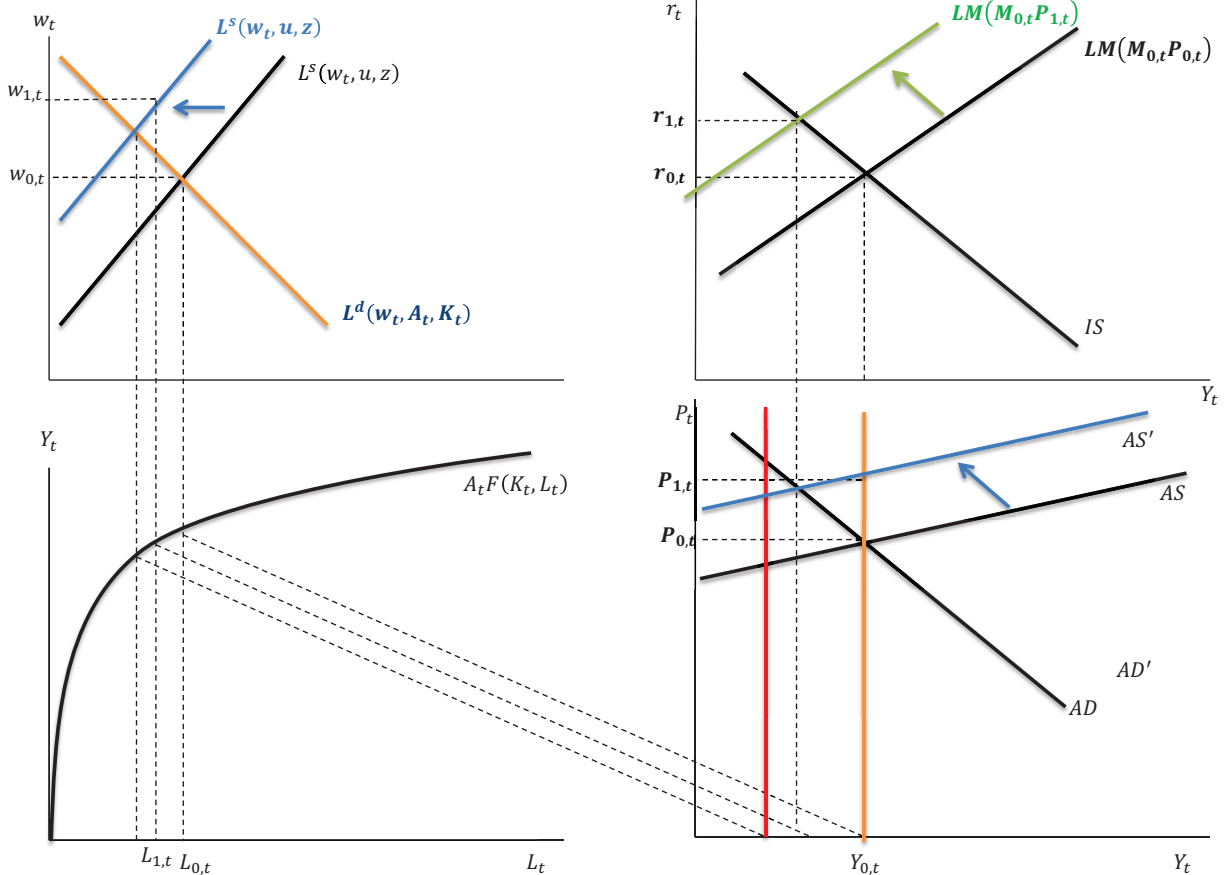 w_t
L^s(w_t, u, z)
L^s(w_t, u, z)
w_{1,t}
w_{0,t}
L^d(w_t, A_t, K_t)
r_t
LM(M_{0,t}P_{1,t})
LM(M_{0,t}P_{0,t})
r_{1,t}
r_{0,t}
IS
Y_t
Y_t
A_tF(K_t, L_t)
L_{1,t}
L_{0,t}
L_t
P_t
AS′
P_{1,t}
AS
P_{0,t}
AD′
AD
Y_{0,t}
Y_t